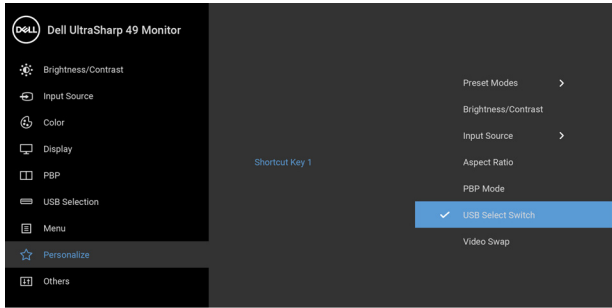 DELL Dell UltraSharp 49 Monitor
Brightness/Contrast
Input Source
Color
Display
PBP
USB Selection
Menu
Personalize
Others
Shortcut Key 1
Preset Modes
Brightness/Contrast
Input Source
Aspect Ratio
PBP Mode
USB Select Switch
Video Swap